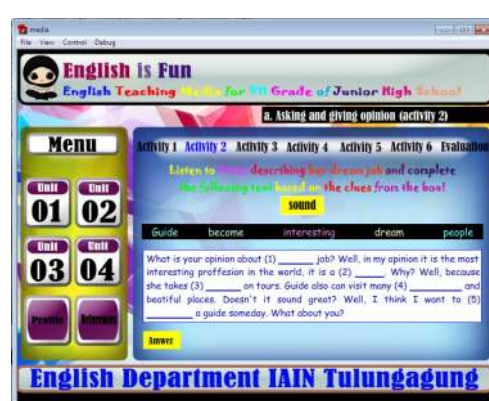 media
File View Control Debug
English is Fun
English Teaching Media for VII Grade of Junior High School
a. Asking and giving opinion (activity 2)
Menu
Activity 1 Activity 2 Activity 3 Activity 4 Activity 5 Activity 6 Evaluation
Listen to describing her dream job and complete
the following text based on the clues from the box!
sound
Unit Unit
01 02
Guide become interesting dream people
What is your opinion about (1) ______ job? Well, in my opinion it is the most
interesting proffesion in the world, it is a (2) _____. Why? Well, because
she takes (3) ______ on tours. Guide also can visit many (4) ________ and
beatiful places. Doesn't it sound great? Well, I think I want to (5)
________ a guide someday. What about you?
Unit Unit
03 04
Profile References
Answer
English Department IAIN Tulungagung